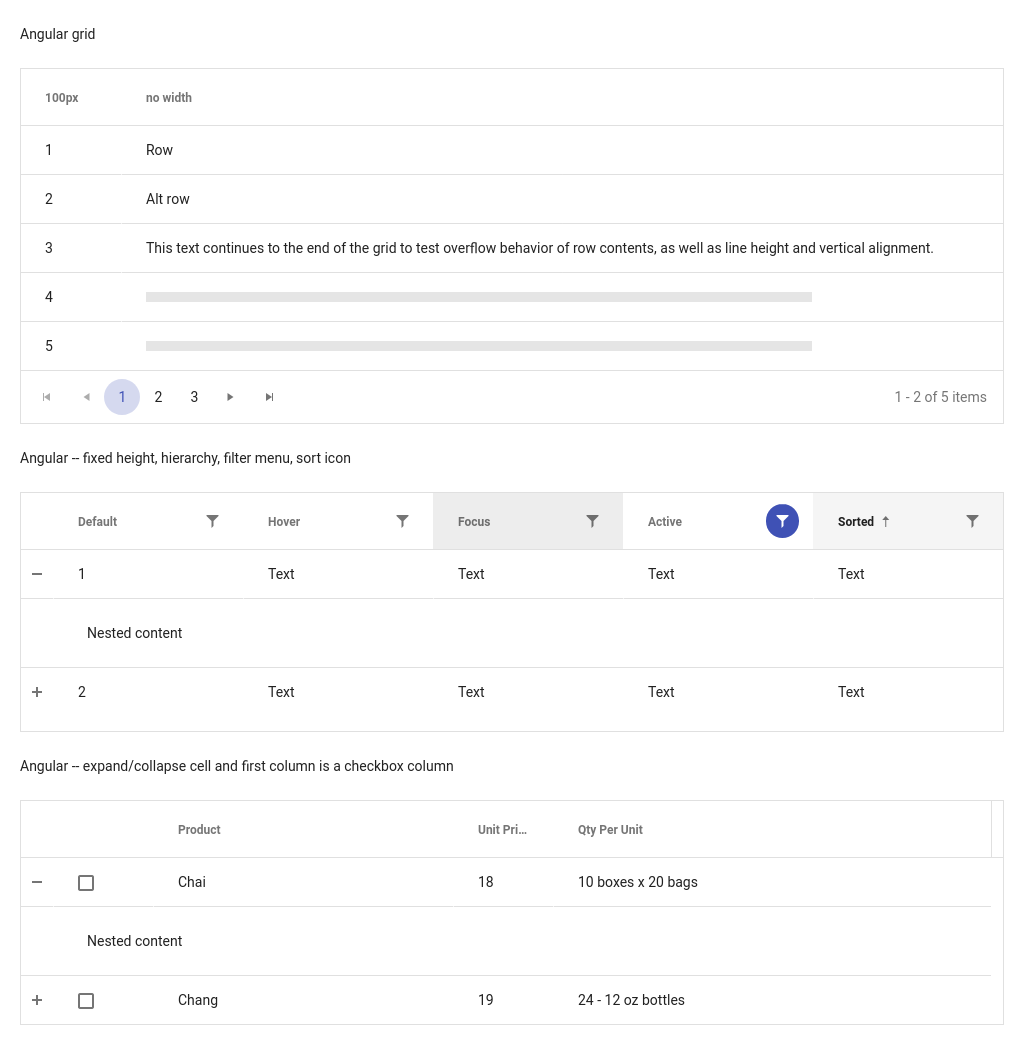 Angular grid
100px no width
1 Row
2 Alt row
3 This text continues to the end of the grid to test overflow behavior of row contents, as well as line height and vertical alignment.
4
5
1 2 3 1 - 2 of 5 items
Angular -- fixed height, hierarchy, filter menu, sort icon
Default Hover Focus Active Sorted
1 Text Text Text Text
Nested content
2 Text Text Text Text
Angular -- expand/collapse cell and first column is a checkbox column
Product Unit Pri... Qty Per Unit
Chai 18 10 boxes x 20 bags
Nested content
Chang 19 24 - 12 oz bottles